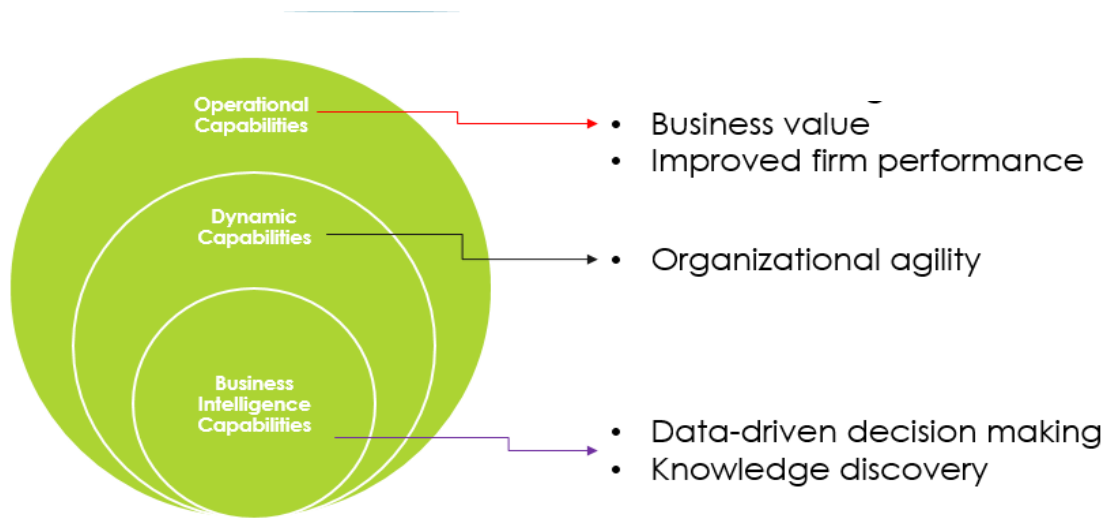 Operational
Capabilities
• Business value
• Improved firm performance
Dynamic
Capabilities
• Organizational agility
Business
Intelligence
Capabilities
• Data-driven decision making
• Knowledge discovery